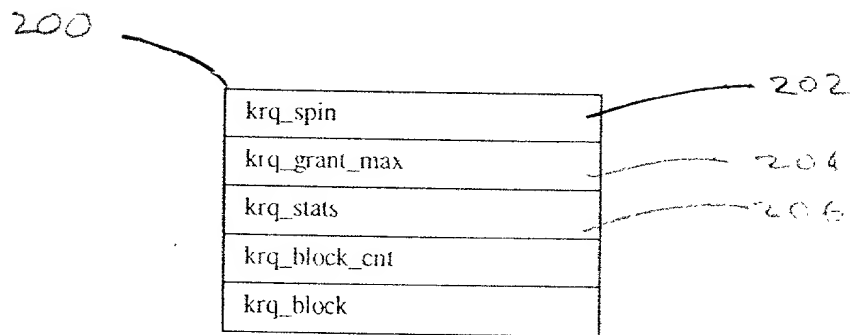 200
202
krq_spin
krq_grant_max
204
krq_stats
206
krq_block_cnt
krq_block